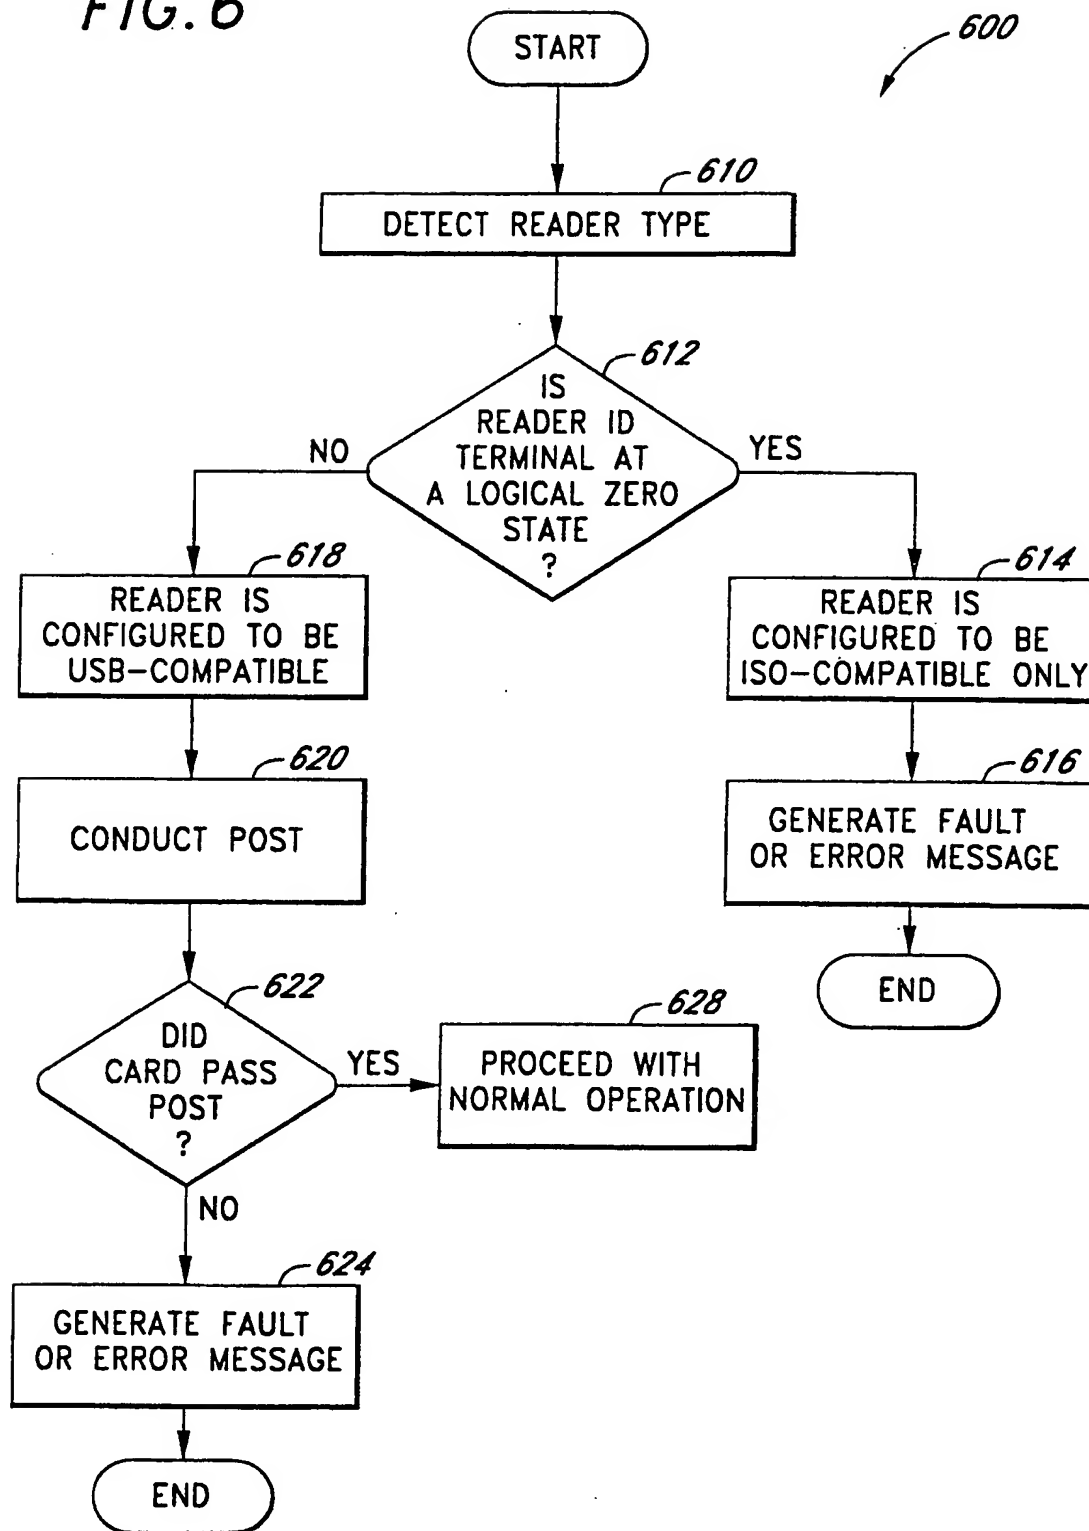 FIG. 6
START
600
610
DETECT READER TYPE
612
IS
READER ID
TERMINAL AT
A LOGICAL ZERO
STATE
?
NO
YES
618
READER IS
CONFIGURED TO BE
USB-COMPATIBLE
614
READER IS
CONFIGURED TO BE
ISO-COMPATIBLE ONLY
620
CONDUCT POST
616
GENERATE FAULT
OR ERROR MESSAGE
END
622
DID
CARD PASS
POST
?
YES
628
PROCEED WITH
NORMAL OPERATION
NO
624
GENERATE FAULT
OR ERROR MESSAGE
END